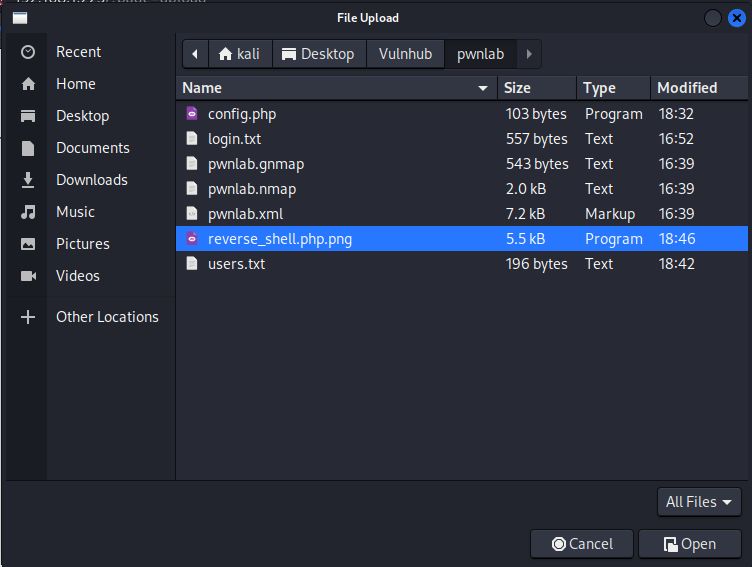 File Upload
Recent
Home
Desktop
Documents
Downloads
Music
Pictures
Videos
Other Locations
kali Desktop Vulnhub pwnlab
Name Size Type Modified
config.php 103 bytes Program 18:32
login.txt 557 bytes Text 16:52
pwnlab.gnmap 543 bytes Text 16:39
pwnlab.nmap 2.0 kB Text 16:39
pwnlab.xml 7.2 kB Markup 16:39
reverse_shell.php.png 5.5 kB Program 18:46
users.txt 196 bytes Text 18:42
All Files
Cancel Open